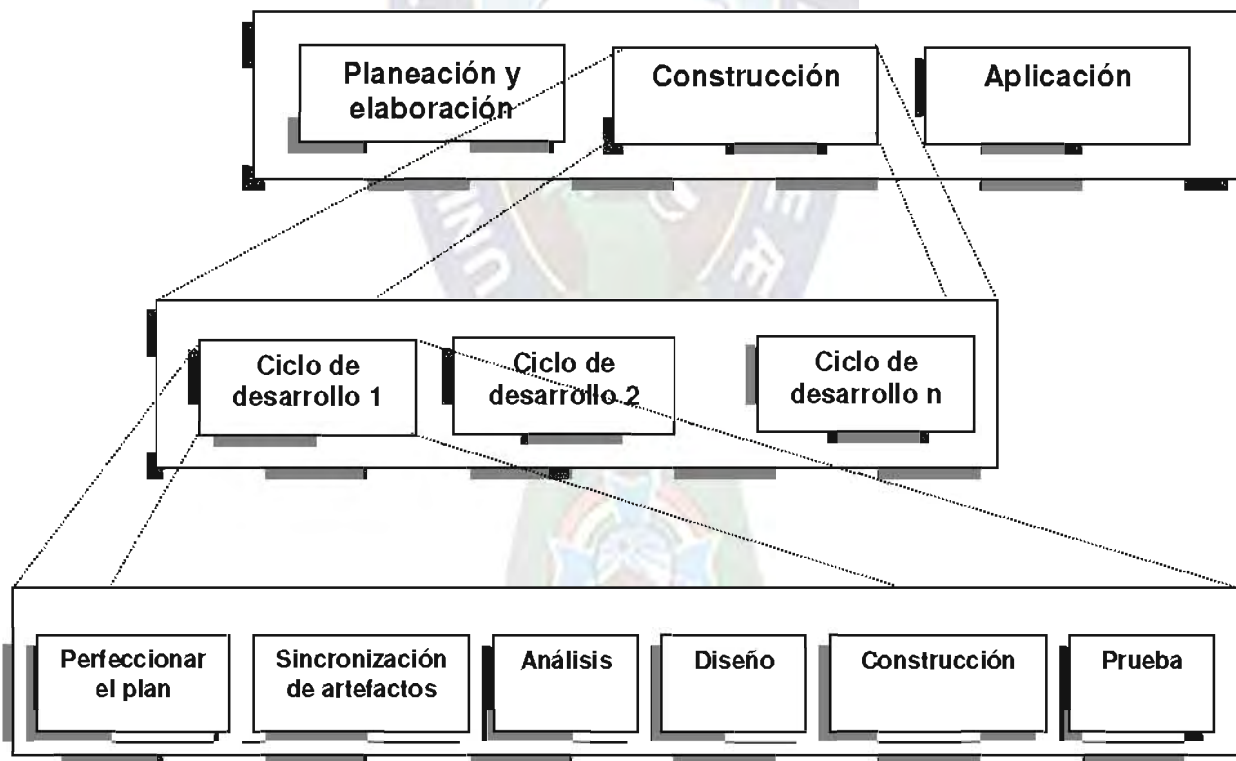 Planeación y
elaboración
Construcción
Aplicación
Ciclo de
desarrollo 1
Ciclo de
desarrollo 2
Ciclo de
desarrollo n
Perfeccionar
el plan
Sincronización
de artefactos
Análisis
Diseño
Construcción
Prueba